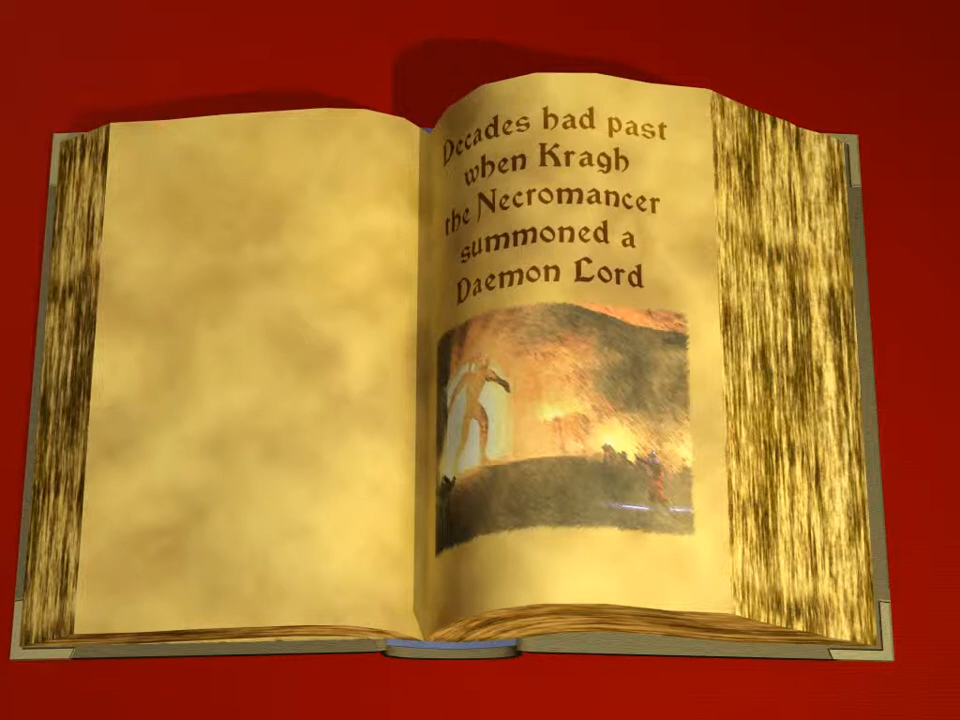 Decades had past
when Kragh
the Necromancer
summoned a
Daemon Lord